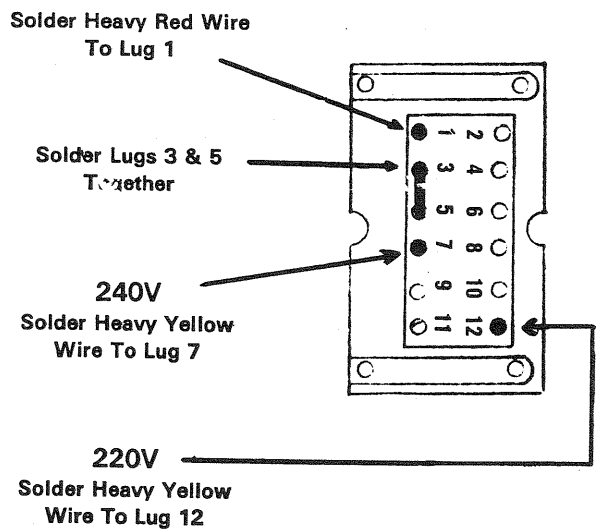 Solder Heavy Red Wire
To Lug 1
Solder Lugs 3 & 5
Together
240V
Solder Heavy Yellow
Wire To Lug 7
220V
Solder Heavy Yellow
Wire To Lug 12
1 2
3 4
5 6
7 8
9 10
11 12